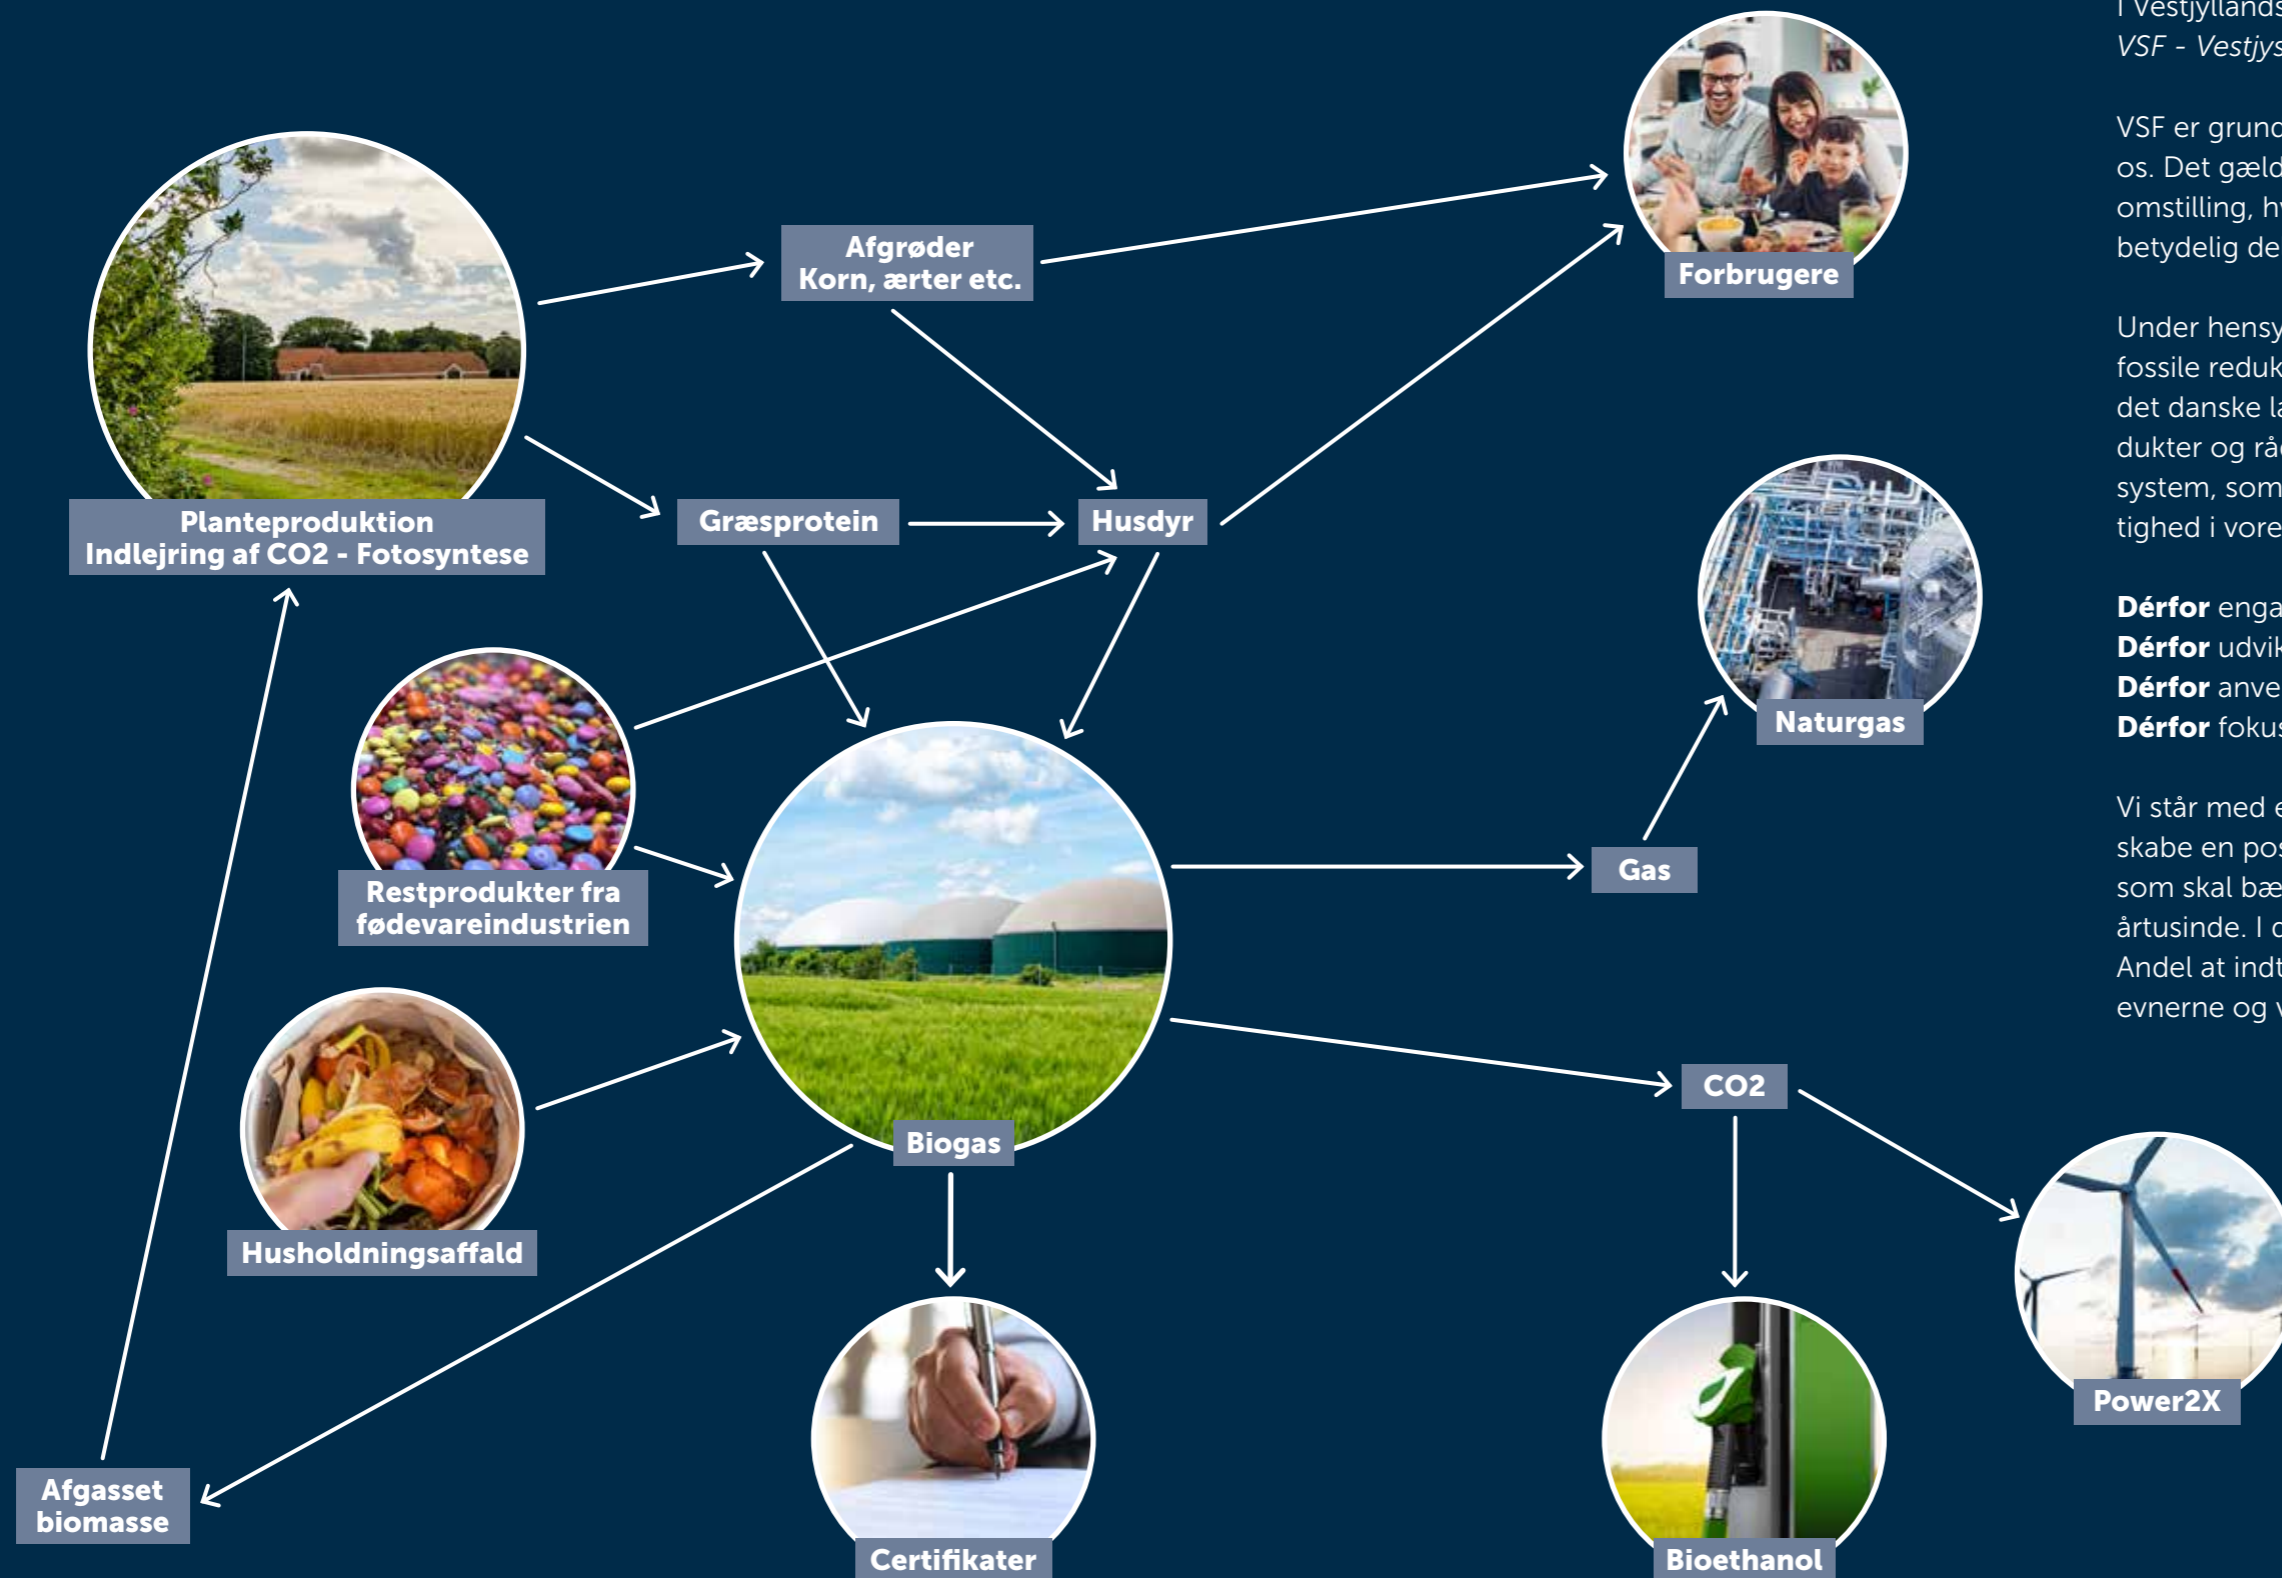 Forbrugere
Afgrøder
Korn, ærter etc.
Planteproduktion
Indlejring af CO2 - Fotosyntese
Græsprotein
Husdyr
Naturgas
Restprodukter fra
fødevareindustrien
Gas
CO2
Biogas
Husholdningsaffald
Power2X
Afgasset
biomasse
Certifikater
Bioethanol
I Vestjyllands
VSF - Vestjys
VSF er grund
os. Det gæld
omstilling, hv
betydelig de
Under hensy
fossile reduk
det danske la
dukter og råd
system, som
tighed i vore
Dérfor enga
Dérfor udvik
Dérfor anve
Dérfor fokus
Vi står med e
skabe en pos
som skal bæ
årtusinde. I d
Andel at indt
evnerne og v